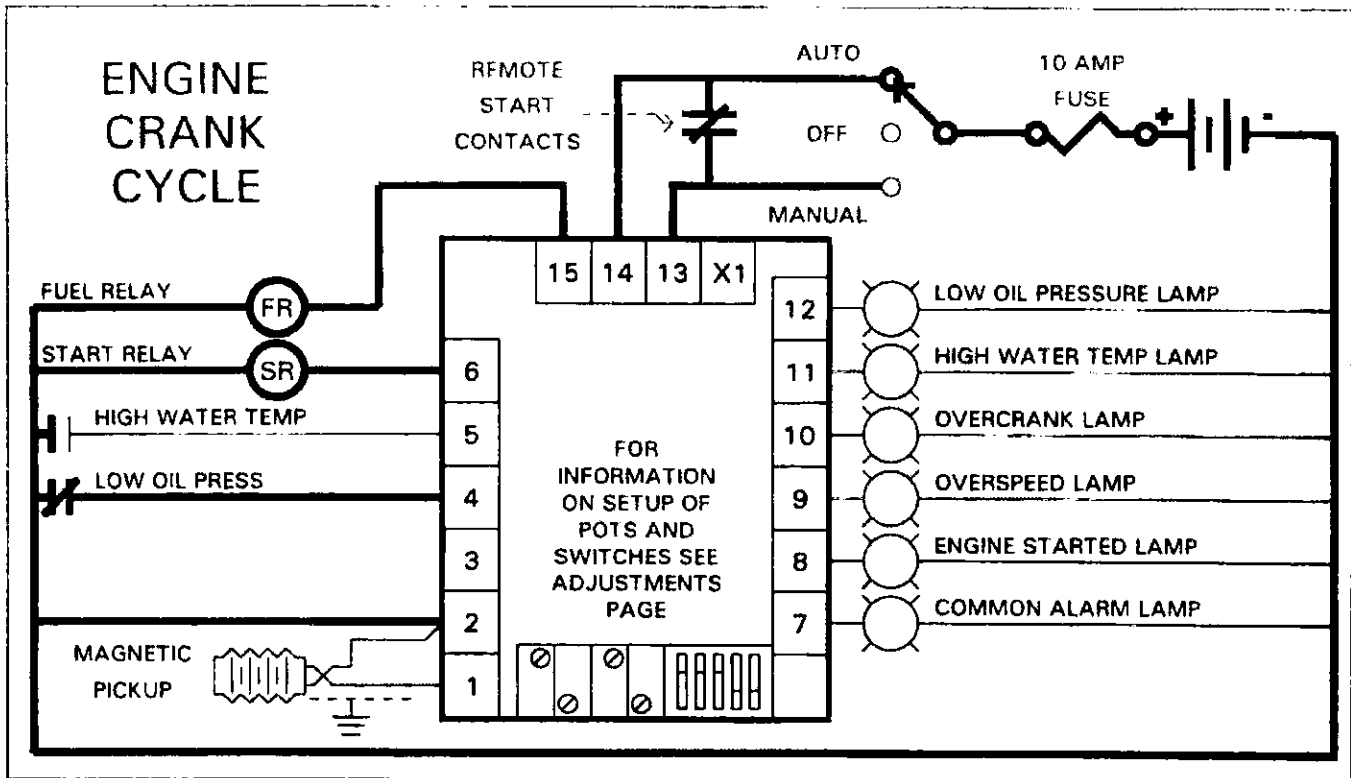 ENGINE
CRANK
CYCLE
REMOTE
START
CONTACTS
AUTO
OFF
MANUAL
10 AMP
FUSE
+
-
15
14
13
X1
FUEL RELAY
FR
START RELAY
SR
HIGH WATER TEMP
LOW OIL PRESS
MAGNETIC
PICKUP
6
5
4
3
2
1
FOR
INFORMATION
ON SETUP OF
POTS AND
SWITCHES SEE
ADJUSTMENTS
PAGE
12
LOW OIL PRESSURE LAMP
11
HIGH WATER TEMP LAMP
10
OVERCRANK LAMP
9
OVERSPEED LAMP
8
ENGINE STARTED LAMP
7
COMMON ALARM LAMP